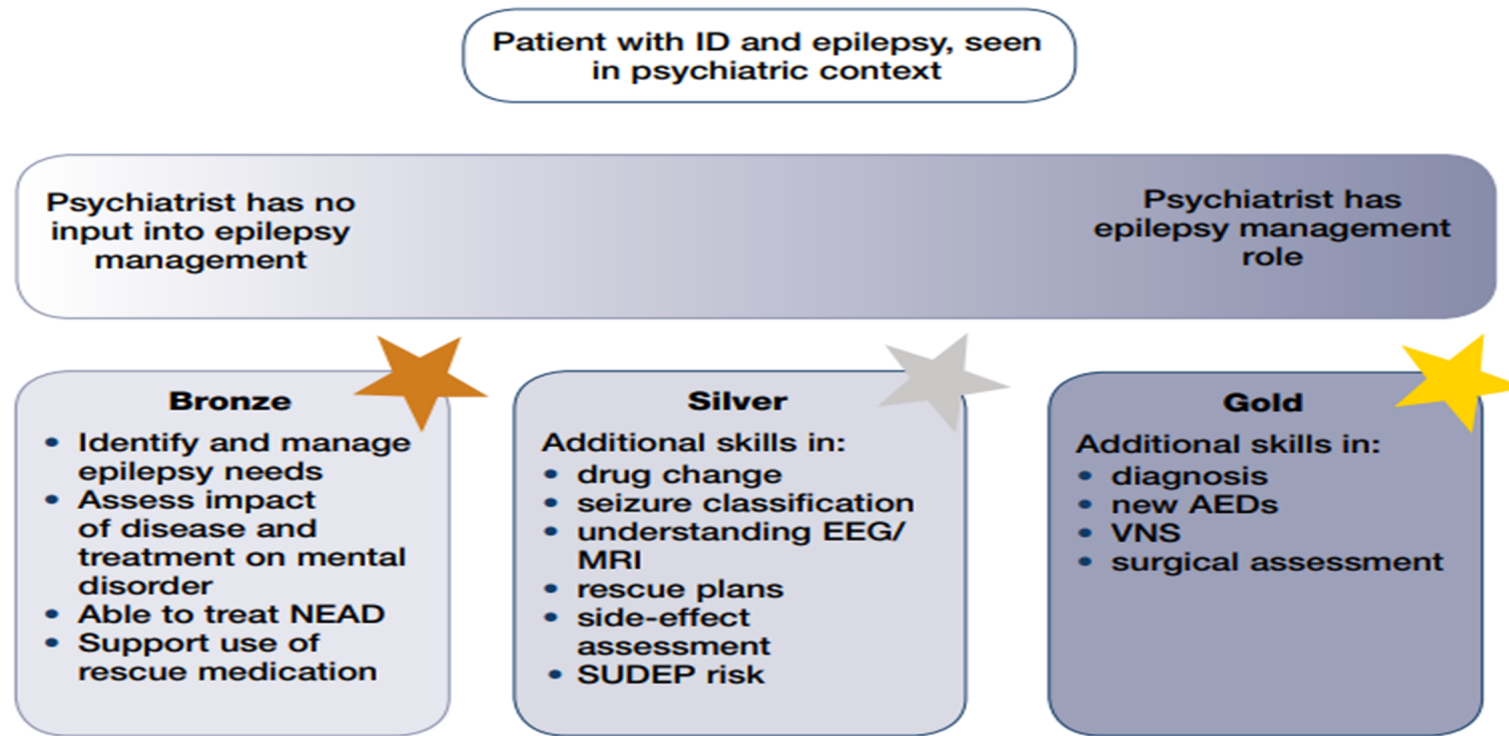 Patient with ID and epilepsy, seen
in psychiatric context
Psychiatrist has no
input into epilepsy
management
Psychiatrist has
epilepsy management
role
Bronze
• Identify and manage
epilepsy needs
• Assess impact
of disease and
treatment on mental
disorder
• Able to treat NEAD
• Support use of
rescue medication
Silver
Additional skills in:
• drug change
• seizure classification
• understanding EEG/
MRI
• rescue plans
• side-effect
assessment
• SUDEP risk
Gold
Additional skills in:
• diagnosis
• new AEDs
• VNS
• surgical assessment